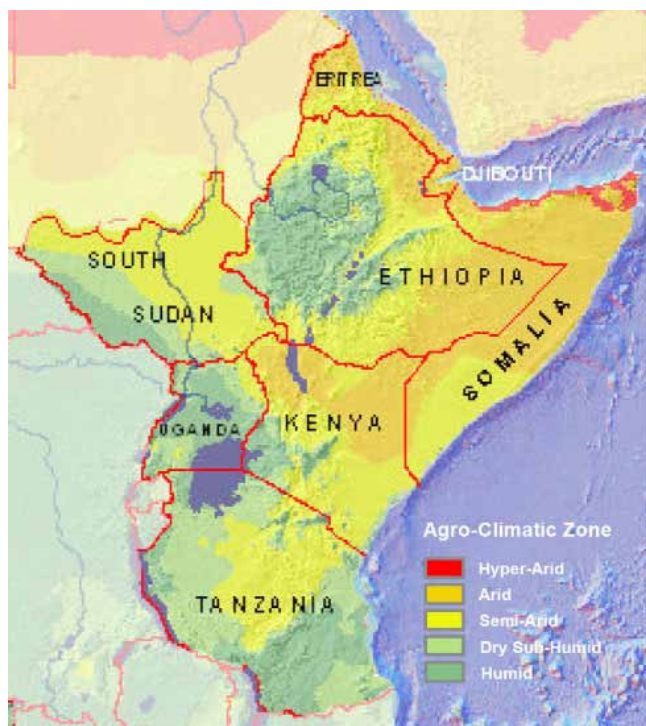 ERITREA
DJIBOUTI
SOUTH
SUDAN
ETHIOPIA
SOMALIA
UGANDA
KENYA
TANZANIA
Agro-Climatic Zone
Hyper-Arid
Arid
Semi-Arid
Dry Sub-Humid
Humid